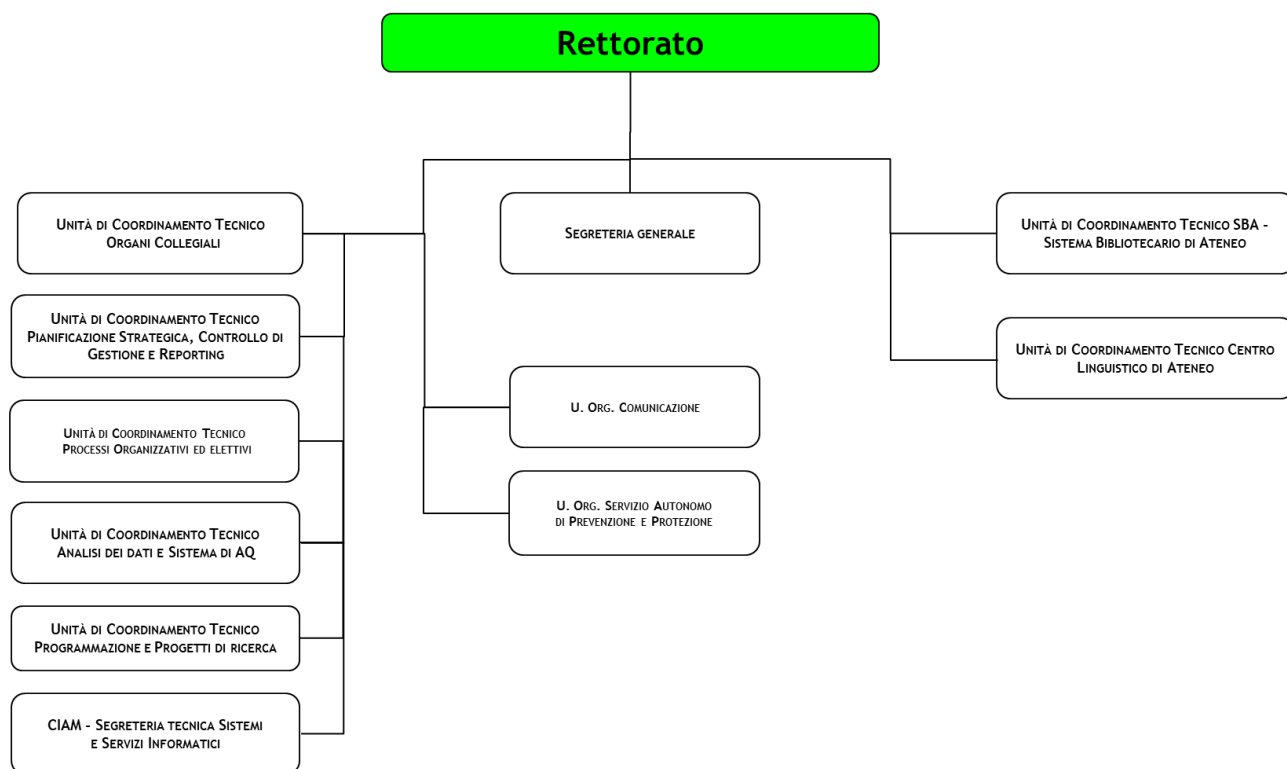 Rettorato
Unità di Coordinamento Tecnico
Organi Collegiali
Segreteria generale
Unità di Coordinamento Tecnico SBA -
Sistema Bibliotecario di Ateneo
Unità di Coordinamento Tecnico
Pianificazione Strategica, Controllo di
Gestione e Reporting
Unità di Coordinamento Tecnico Centro
Linguistico di Ateneo
Unità di Coordinamento Tecnico
Processi Organizzativi ed elettivi
U. Org. Comunicazione
Unità di Coordinamento Tecnico
Analisi dei dati e Sistema di AQ
U. Org. Servizio Autonomo
di Prevenzione e Protezione
Unità di Coordinamento Tecnico
Programmazione e Progetti di ricerca
CIAM - Segreteria tecnica Sistemi
e Servizi Informatici